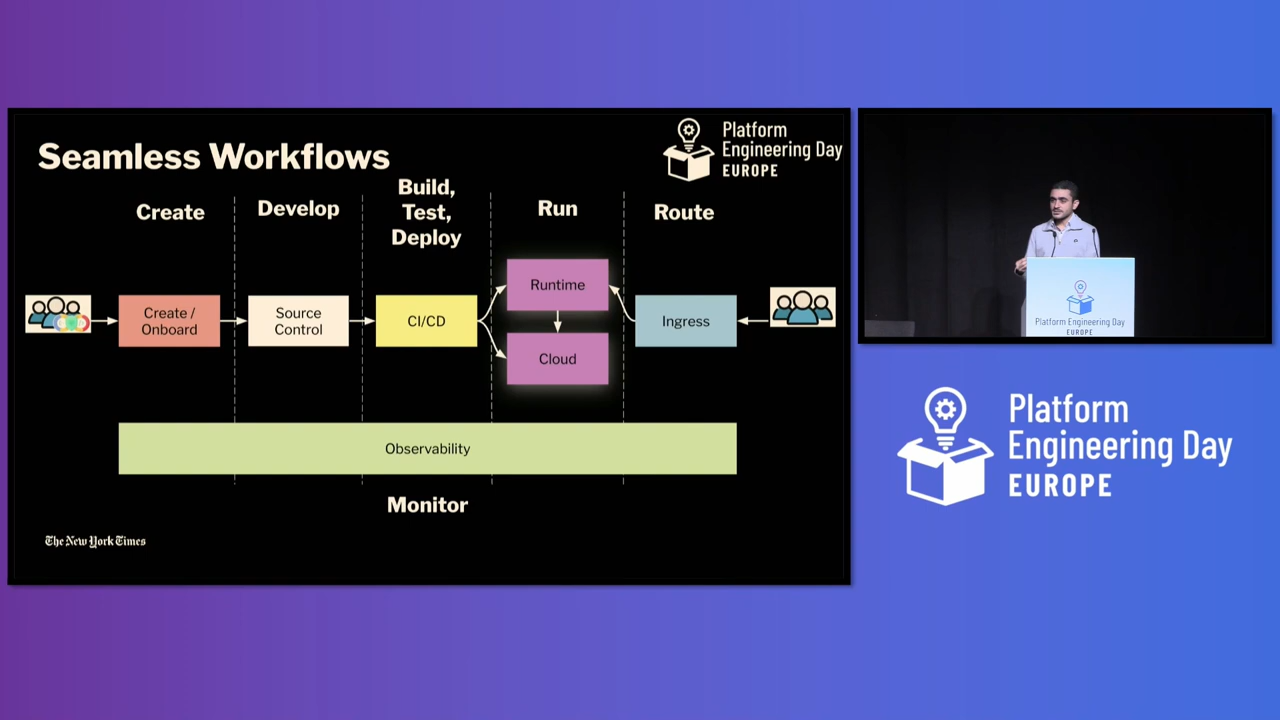 Seamless Workflows
Platform
Engineering Day
EUROPE
Create
Develop
Build,
Test,
Deploy
Run
Route
Create /
Onboard
Source
Control
CI/CD
Runtime
Cloud
Ingress
Observability
Monitor
The New York Times
Platform Engineering Day
EUROPE
Platform
Engineering Day
EUROPE